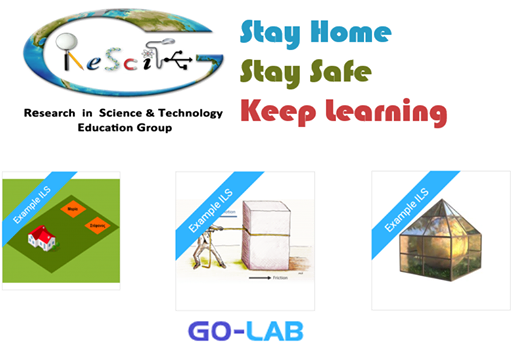 ReSciTEG
Stay Home
Stay Safe
Keep Learning
Research in Science & Technology
Education Group
Example ILS
Example ILS
Example ILS
Friction
GO-LAB